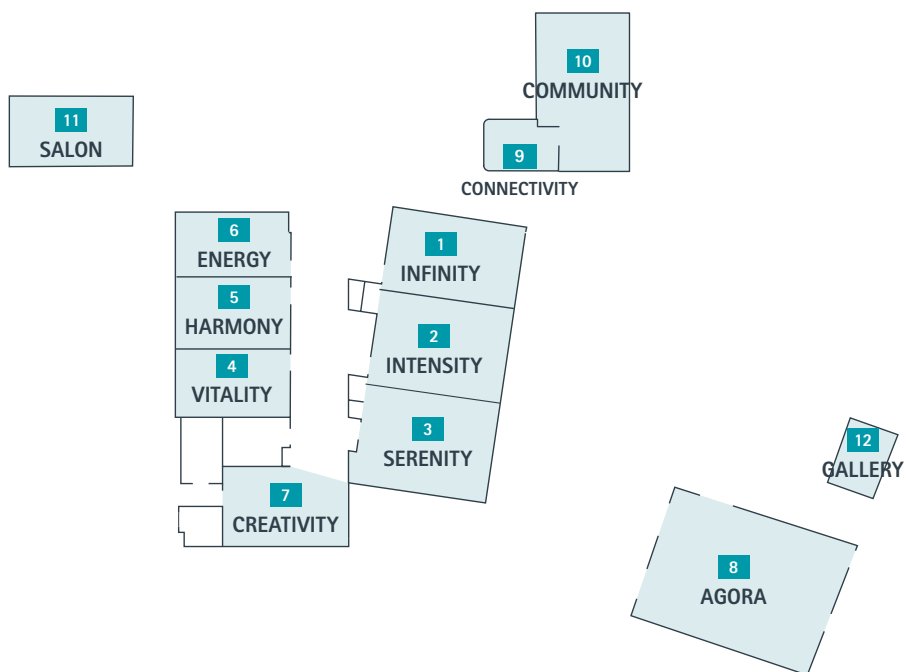 10
COMMUNITY
11
SALON
9
CONNECTIVITY
6
ENERGY
1
INFINITY
5
HARMONY
2
INTENSITY
4
VITALITY
3
SERENITY
12
GALLERY
7
CREATIVITY
8
AGORA